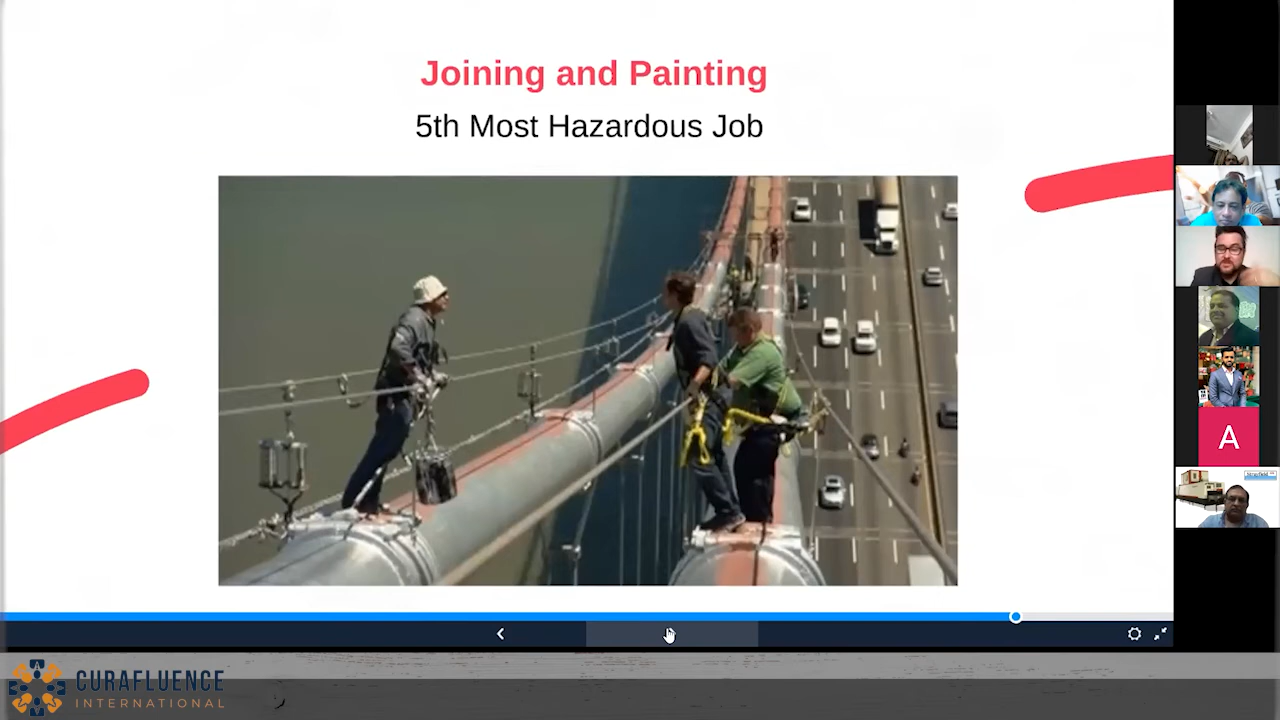 Joining and Painting
5th Most Hazardous Job
A
CURAFLUENCE
INTERNATIONAL